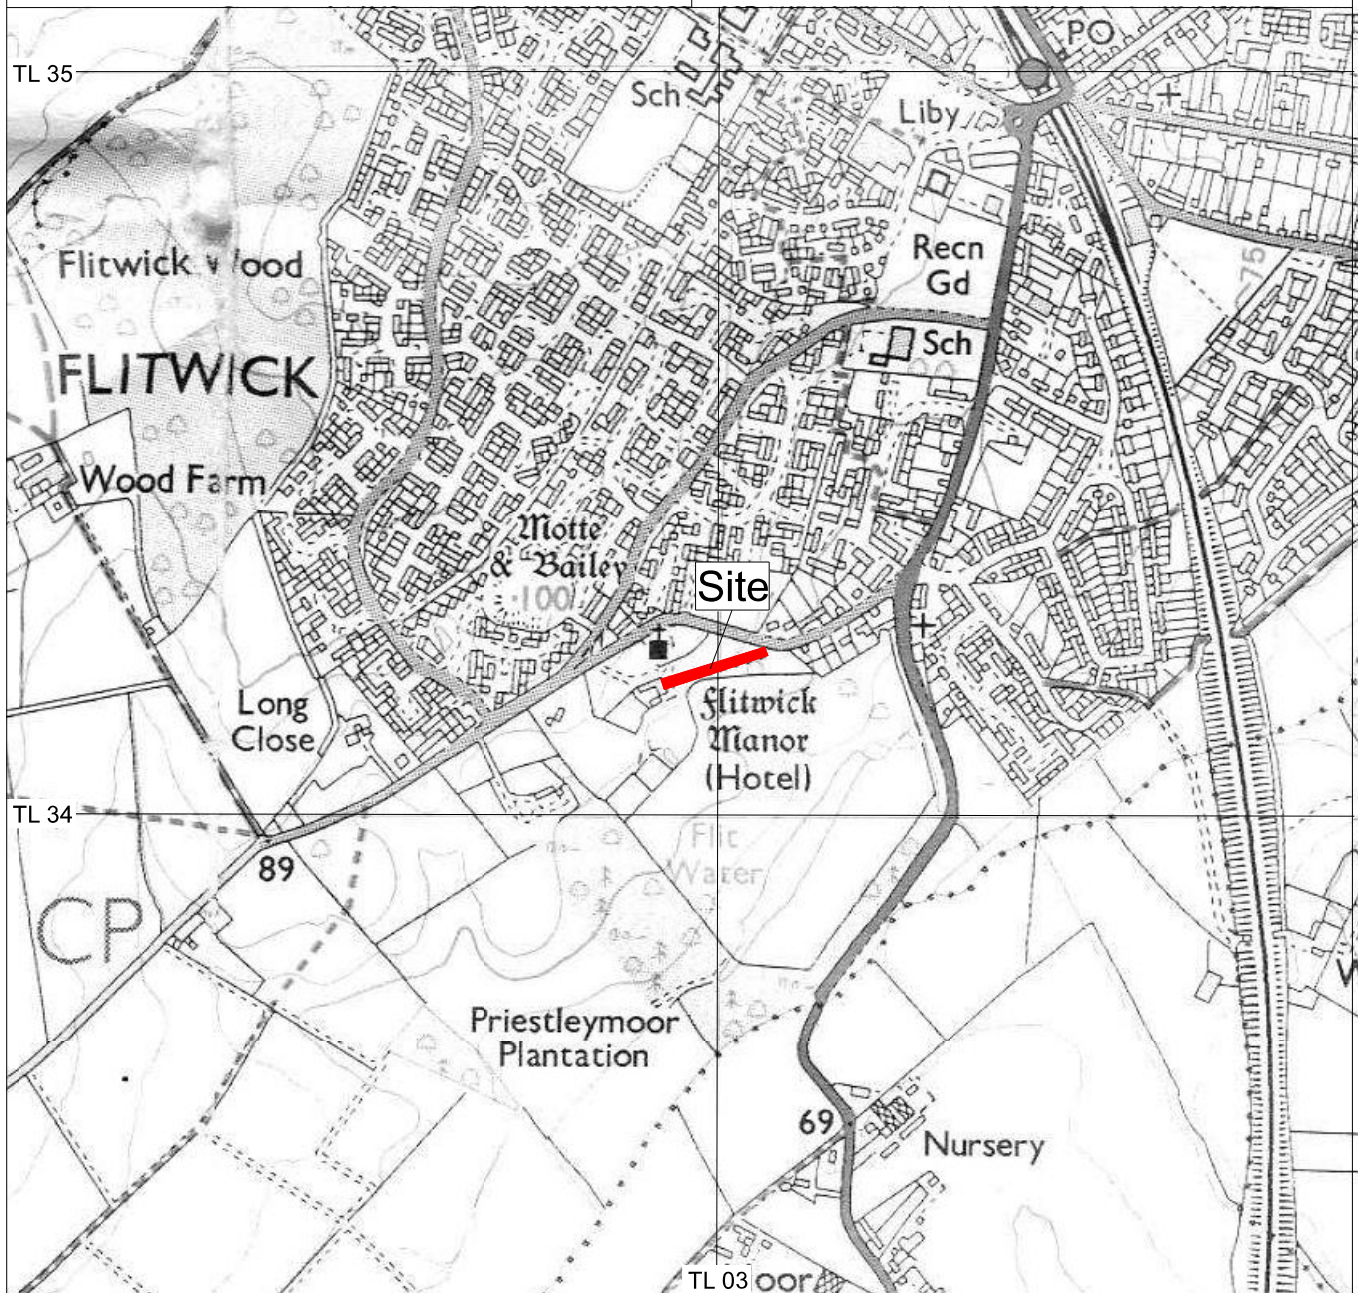 PO
TL 35
Sch
Liby
Recn
Gd
Flitwick Wood
75
Sch
FLITWICK
Wood Farm
Motte
& Bailey
100
Site
Long
Close
Flitwick
Manor
(Hotel)
TL 34
Flit
Water
89
CP
Priestleymoor
Plantation
69
Nursery
TL 03